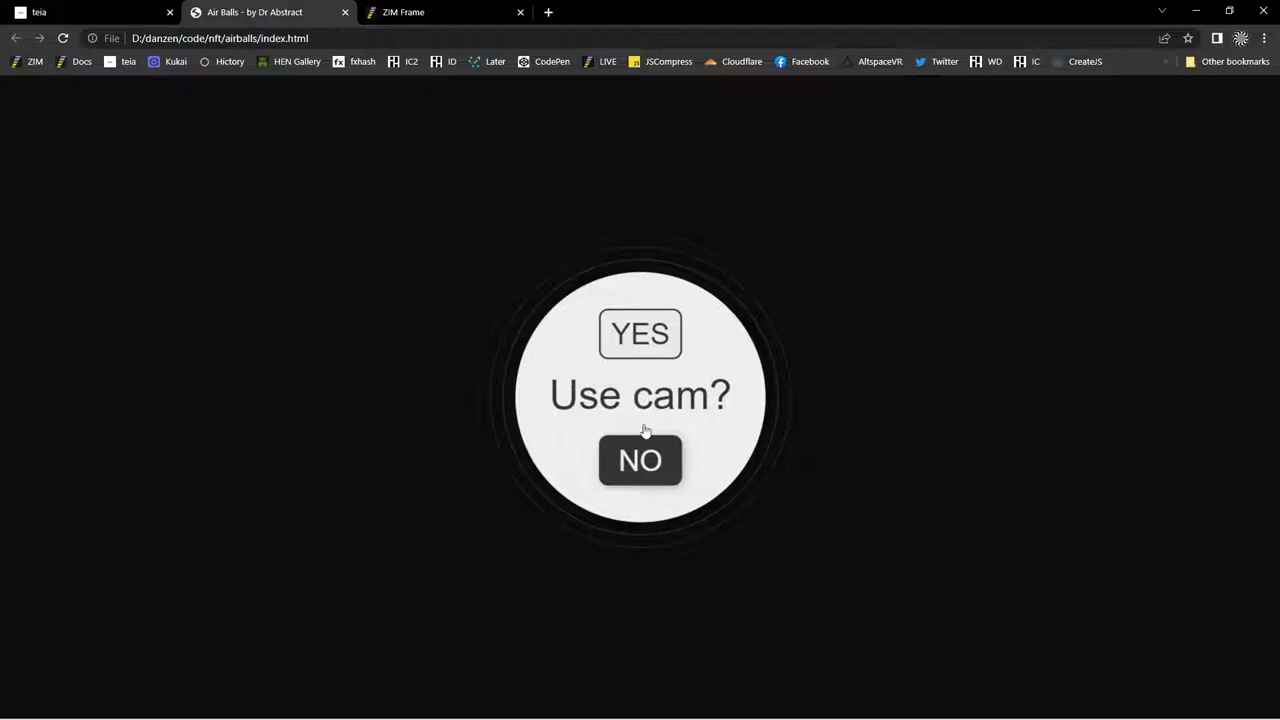 teia
Air Balls - by Dr Abstract
ZIM Frame
File D:/danzen/code/nft/airballs/index.html
ZIM Docs teia Kukai Hictory HEN Gallery fx fxhash IC2 ID Later CodePen LIVE JS JSCompress Cloudflare Facebook AltspaceVR Twitter WD IC CreateJS » Other bookmarks
YES
Use cam?
NO